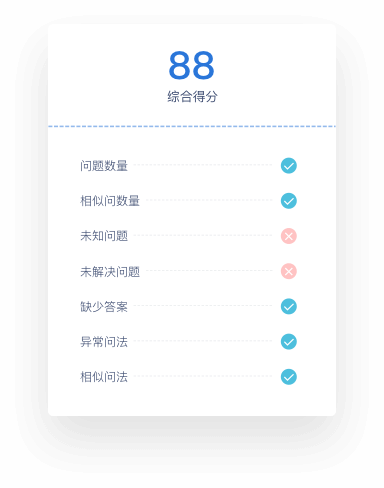 88
综合得分
问题数量
相似问数量
未知问题
未解决问题
缺少答案
异常问法
相似问法